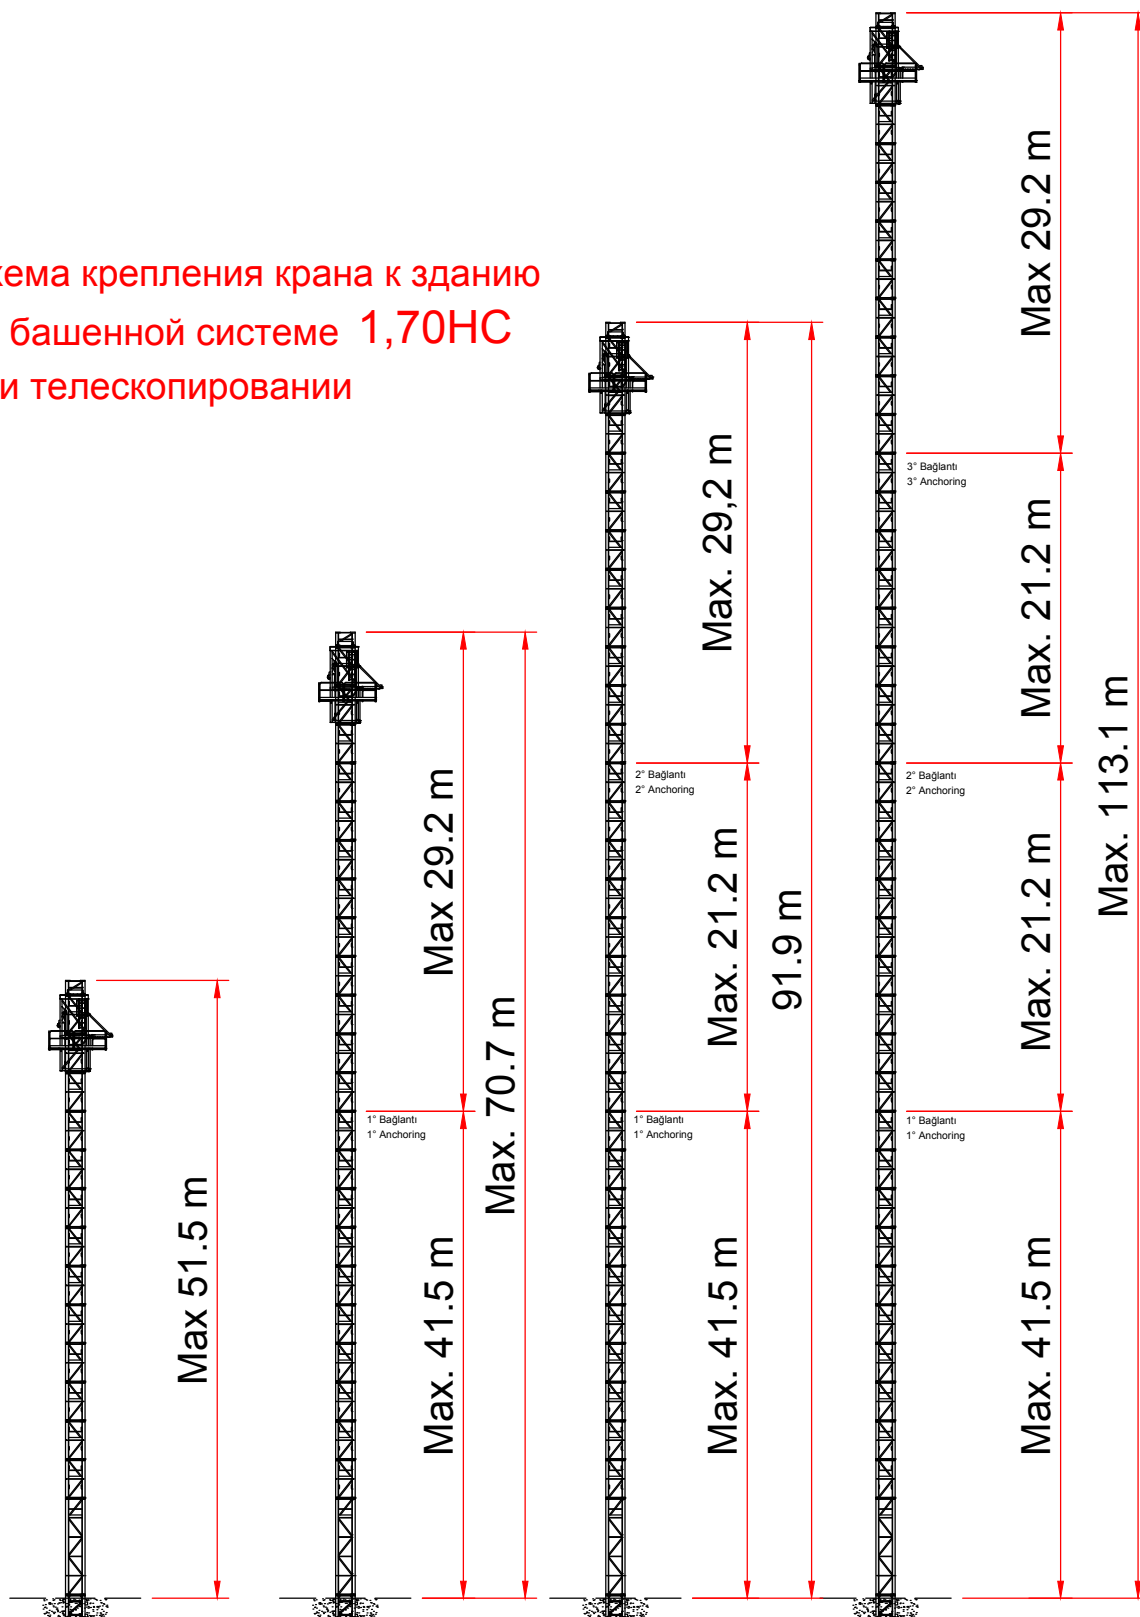 хема крепления крана к зданию
башенной системе 1,70НС
и телескопировании
Max 51.5 m
Max 29.2 m
Max. 41.5 m
Max. 70.7 m
1° Bağlantı
1° Anchoring
Max. 29,2 m
Max. 21.2 m
Max. 41.5 m
91.9 m
2° Bağlantı
2° Anchoring
1° Bağlantı
1° Anchoring
Max 29.2 m
Max. 21.2 m
Max. 21.2 m
Max. 41.5 m
Max. 113.1 m
3° Bağlantı
3° Anchoring
2° Bağlantı
2° Anchoring
1° Bağlantı
1° Anchoring